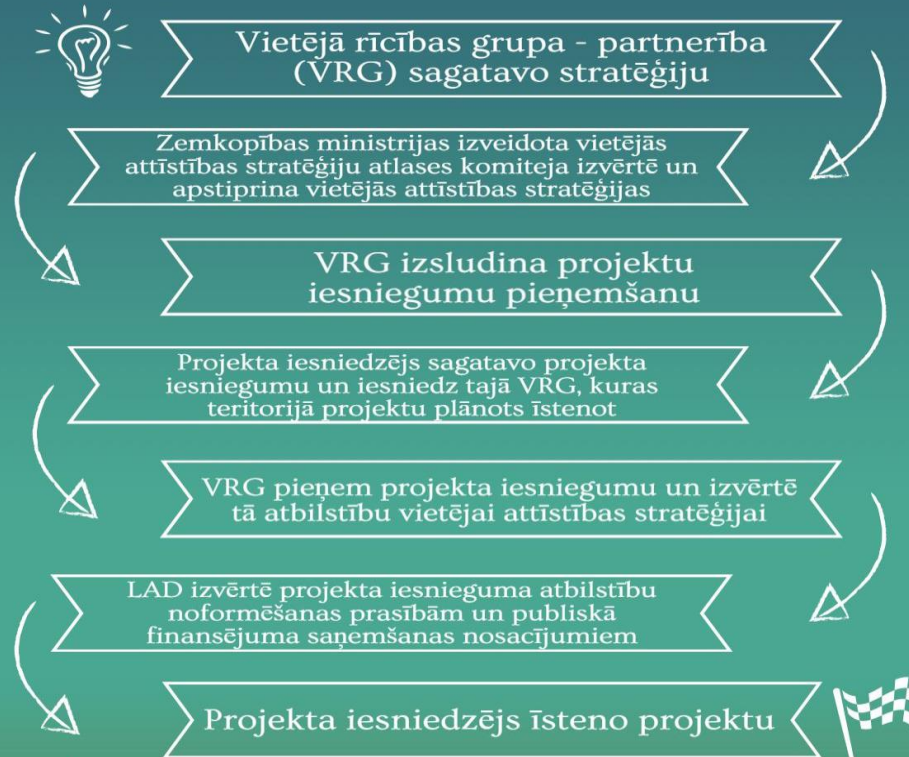 Vietējā rīcības grupa - partnerība
(VRG) sagatavo stratēģiju
Zemkopības ministrijas izveidota vietējās
attīstības stratēģiju atlases komiteja izvērtē un
apstiprina vietējās attīstības stratēģijas
VRG izsludina projektu
iesniegumu pieņemšanu
Projekta iesniedzējs sagatavo projekta
iesniegumu un iesniedz tajā VRG, kuras
teritorijā projektu plānots īstenot
VRG pieņem projekta iesniegumu un izvērtē
tā atbilstību vietējai attīstības stratēģijai
LAD izvērtē projekta iesnieguma atbilstību
noformēšanas prasībām un publiskā
finansējuma saņemšanas nosacījumiem
Projekta iesniedzējs īsteno projektu